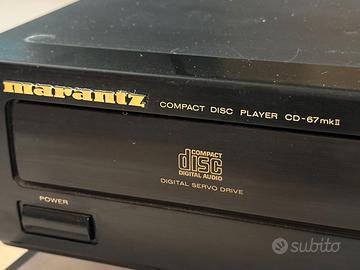 marantz COMPACT DISC PLAYER CD-67mkII
COMPACT
disc
DIGITAL AUDIO
DIGITAL SERVO DRIVE
POWER
subito